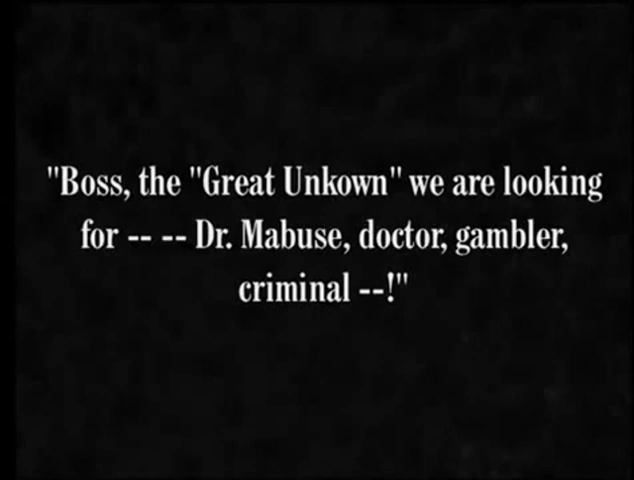 "Boss, the "Great Unkown" we are looking
for -- -- Dr. Mabuse, doctor, gambler,
criminal --!"